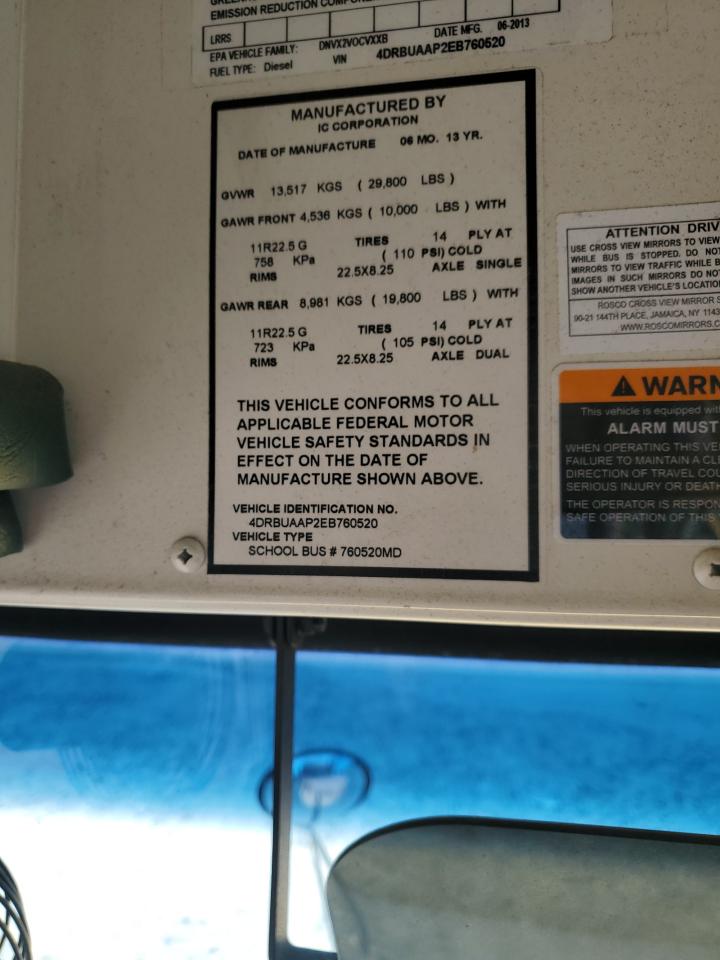 EMISSION REDUCTION COMPONENT
LRRS
EPA VEHICLE FAMILY: DNVX2VOCVXXB DATE MFG. 06-2013
FUEL TYPE: Diesel VIN 4DRBUAAP2EB760520
MANUFACTURED BY
IC CORPORATION
DATE OF MANUFACTURE 06 MO. 13 YR.
GVWR 13,517 KGS ( 29,800 LBS )
GAWR FRONT 4,536 KGS ( 10,000 LBS ) WITH
11R22.5 G TIRES 14 PLY AT
758 KPa ( 110 PSI) COLD
RIMS 22.5X8.25 AXLE SINGLE
GAWR REAR 8,981 KGS ( 19,800 LBS ) WITH
11R22.5 G TIRES 14 PLY AT
723 KPa ( 105 PSI) COLD
RIMS 22.5X8.25 AXLE DUAL
THIS VEHICLE CONFORMS TO ALL
APPLICABLE FEDERAL MOTOR
VEHICLE SAFETY STANDARDS IN
EFFECT ON THE DATE OF
MANUFACTURE SHOWN ABOVE.
VEHICLE IDENTIFICATION NO.
4DRBUAAP2EB760520
VEHICLE TYPE
SCHOOL BUS # 760520MD
ATTENTION DRIV
USE CROSS VIEW MIRRORS TO VIEW
WHILE BUS IS STOPPED. DO NOT
MIRRORS TO VIEW TRAFFIC WHILE B
IMAGES IN SUCH MIRRORS DO NOT
SHOW ANOTHER VEHICLE'S LOCATIO
ROSCO CROSS VIEW MIRROR S
90-21 144TH PLACE, JAMAICA, NY 1143
WWW.ROSCOMIRRORS.C
WARN
This vehicle is equipped wit
ALARM MUST
WHEN OPERATING THIS VE
FAILURE TO MAINTAIN A CLE
DIRECTION OF TRAVEL COU
SERIOUS INJURY OR DEATH
THE OPERATOR IS RESPON
SAFE OPERATION OF THIS